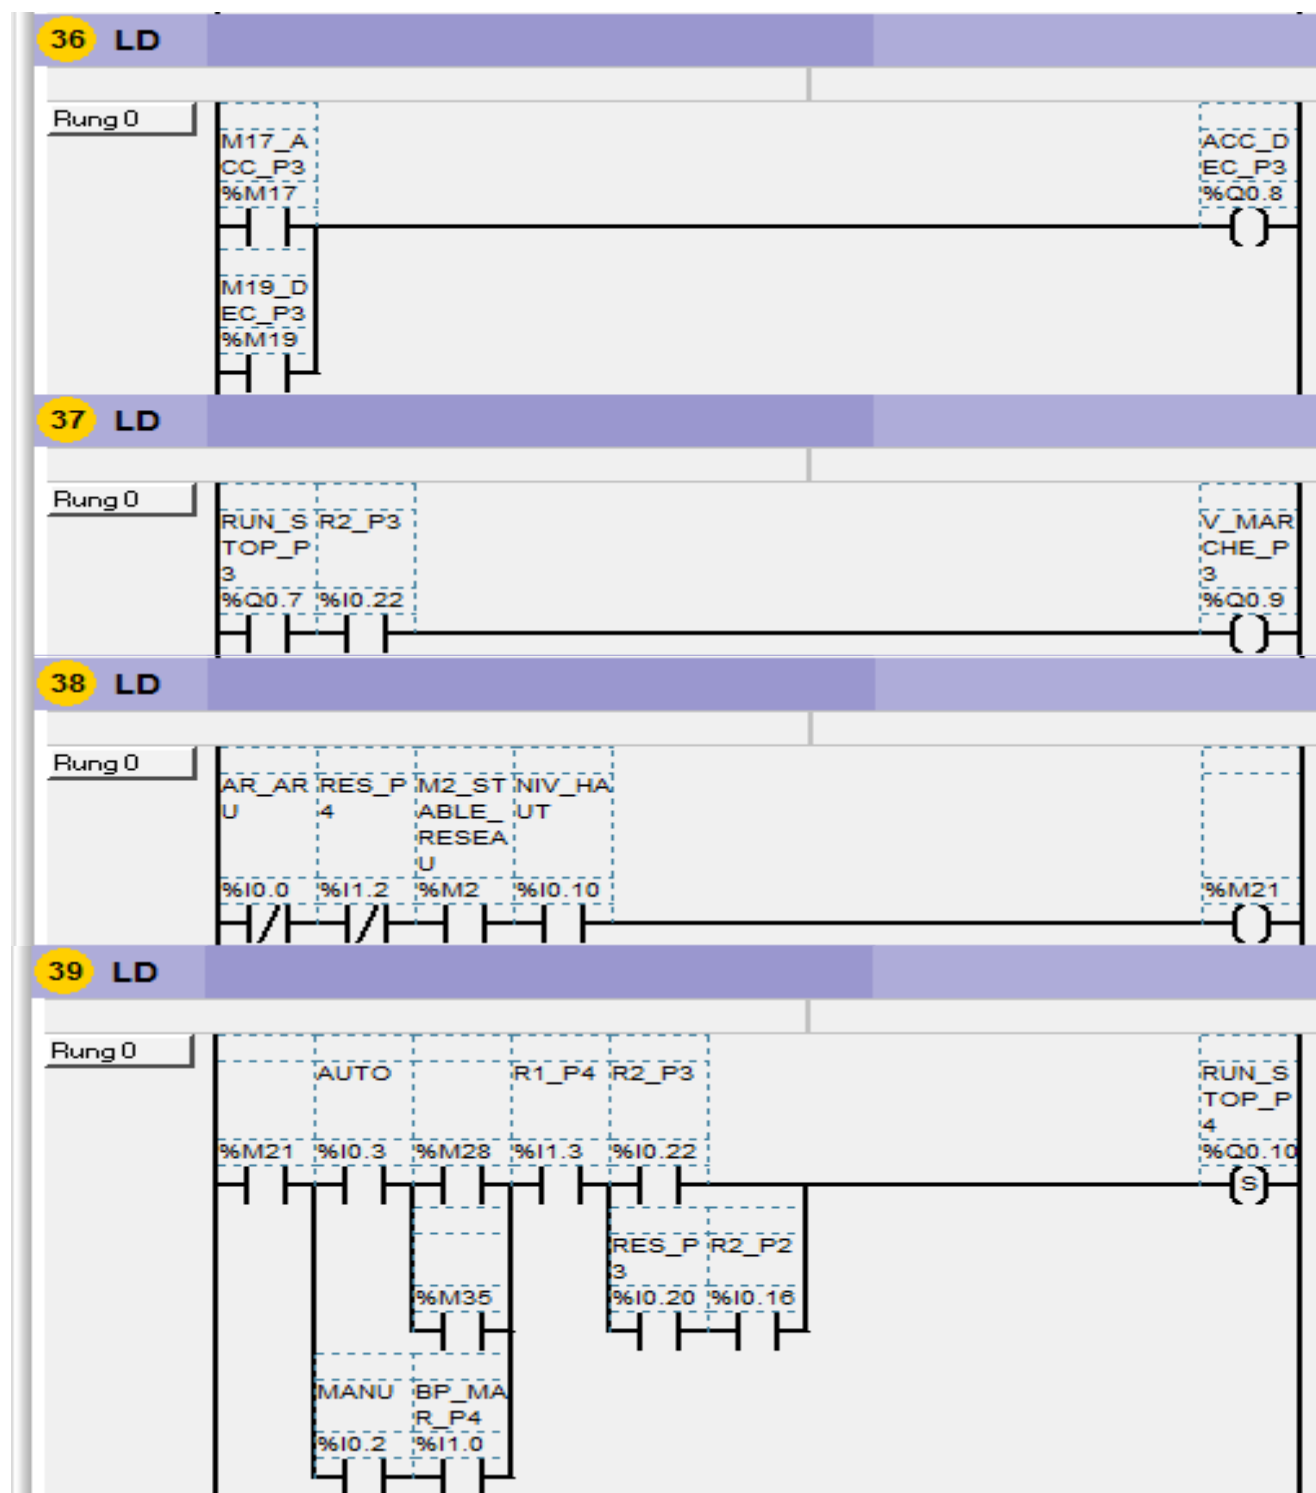 36 LD
Rung 0
M17_A
CC_P3
%M17
ACC_D
EC_P3
%Q0.8
M19_D
EC_P3
%M19
37 LD
Rung 0
RUN_S
TOP_P
3
%Q0.7
R2_P3
%I0.22
V_MAR
CHE_P
3
%Q0.9
38 LD
Rung 0
AR_AR
U
%I0.0
RES_P
4
%I1.2
M2_ST
ABLE_
RESEA
U
%M2
NIV_HA
UT
%I0.10
%M21
39 LD
Rung 0
%M21
AUTO
%I0.3
%M28
R1_P4
%I1.3
R2_P3
%I0.22
RUN_S
TOP_P
4
%Q0.10
S
%M35
RES_P
3
%I0.20
R2_P2
%I0.16
MANU
%I0.2
BP_MA
R_P4
%I1.0